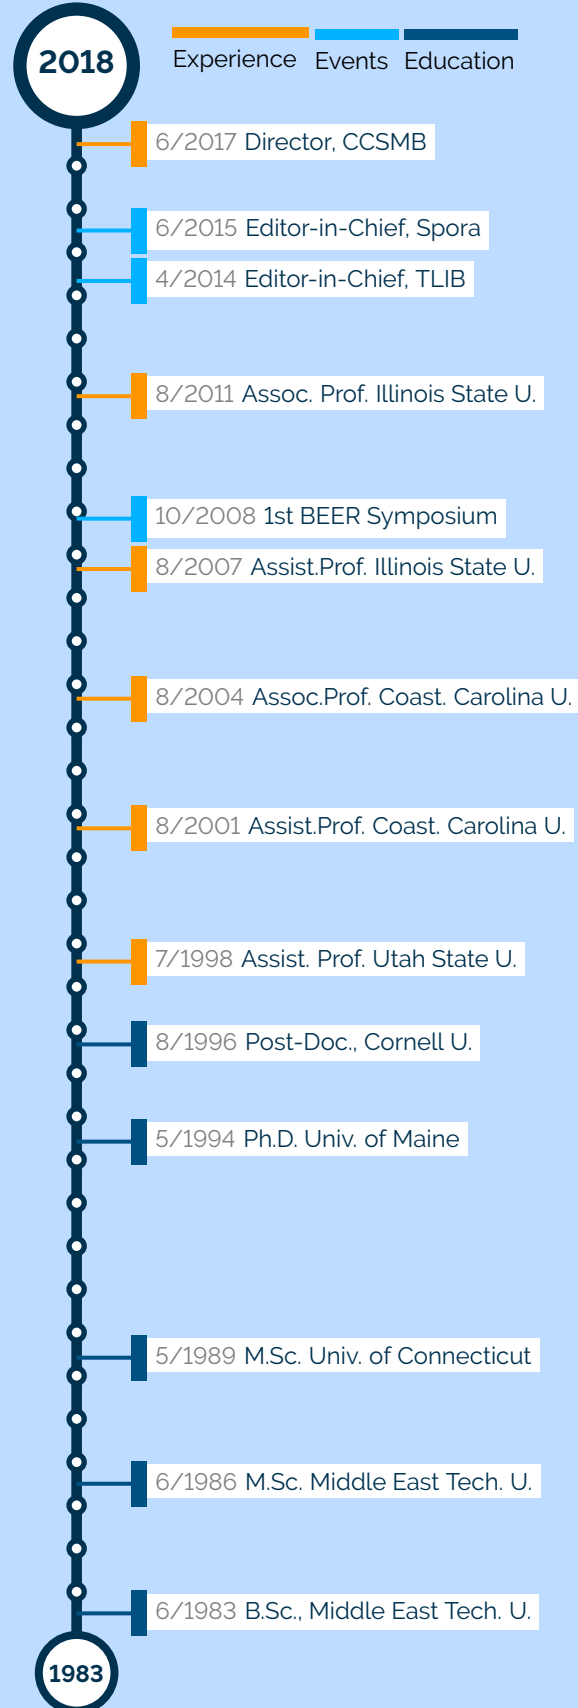 2018
Experience Events Education
6/2017 Director, CCSMB
6/2015 Editor-in-Chief, Spora
4/2014 Editor-in-Chief, TLIB
8/2011 Assoc. Prof. Illinois State U.
10/2008 1st BEER Symposium
8/2007 Assist.Prof. Illinois State U.
8/2004 Assoc.Prof. Coast. Carolina U.
8/2001 Assist.Prof. Coast. Carolina U.
7/1998 Assist. Prof. Utah State U.
8/1996 Post-Doc., Cornell U.
5/1994 Ph.D. Univ. of Maine
5/1989 M.Sc. Univ. of Connecticut
6/1986 M.Sc. Middle East Tech. U.
6/1983 B.Sc., Middle East Tech. U.
1983